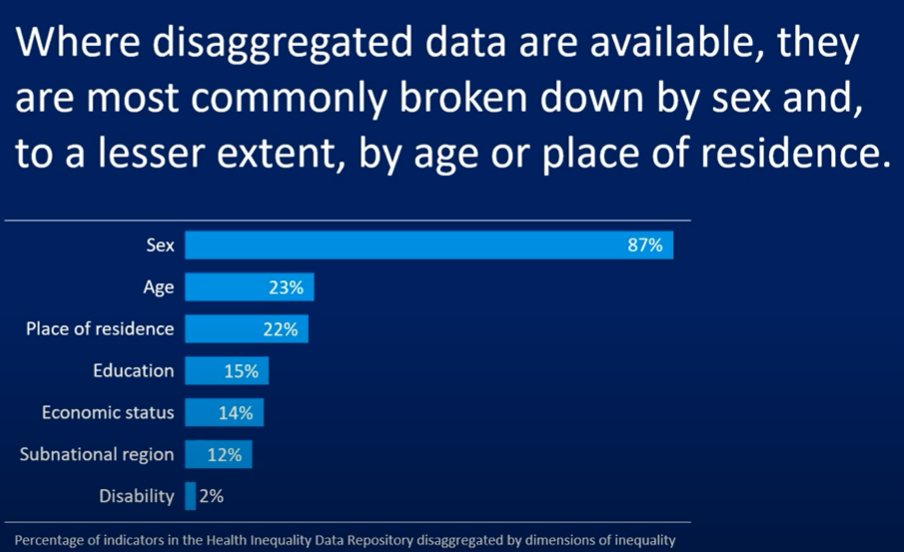 Where disaggregated data are available, they
are most commonly broken down by sex and,
to a lesser extent, by age or place of residence.
Sex 87%
Age 23%
Place of residence 22%
Education 15%
Economic status 14%
Subnational region 12%
Disability 2%
Percentage of indicators in the Health Inequality Data Repository disaggregated by dimensions of inequality